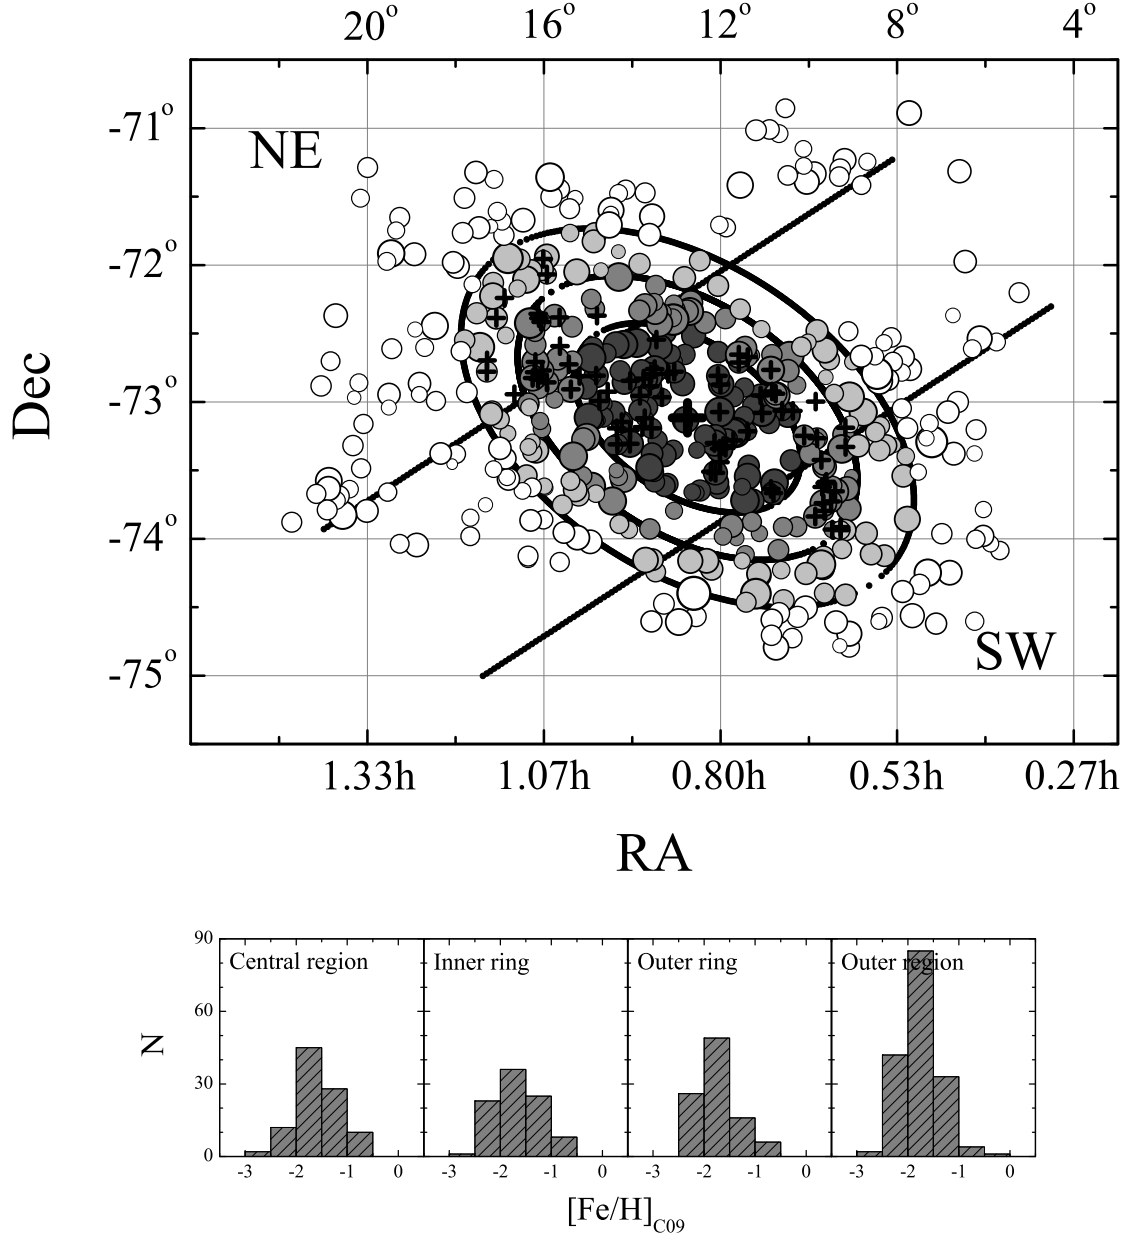 20° 16° 12° 8° 4°
NE
-71°
-72°
-73°
-74°
-75°
Dec
SW
1.33h 1.07h 0.80h 0.53h 0.27h
RA
90
60
30
0
N
Central region Inner ring Outer ring Outer region
-3 -2 -1 0 -3 -2 -1 0 -3 -2 -1 0 -3 -2 -1 0
[Fe/H]C09